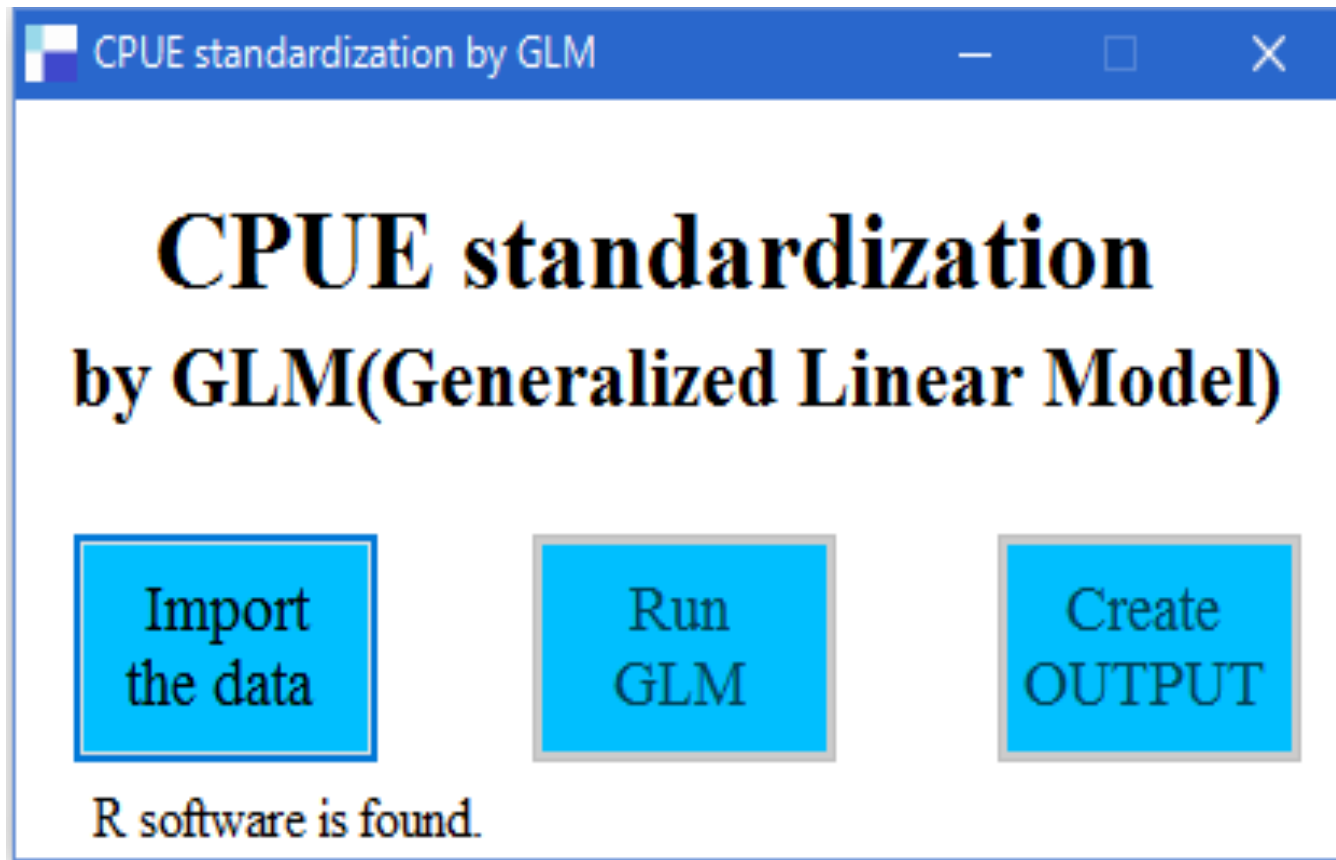 CPUE standardization by GLM
CPUE standardization
by GLM(Generalized Linear Model)
Import
the data
Run
GLM
Create
OUTPUT
R software is found.